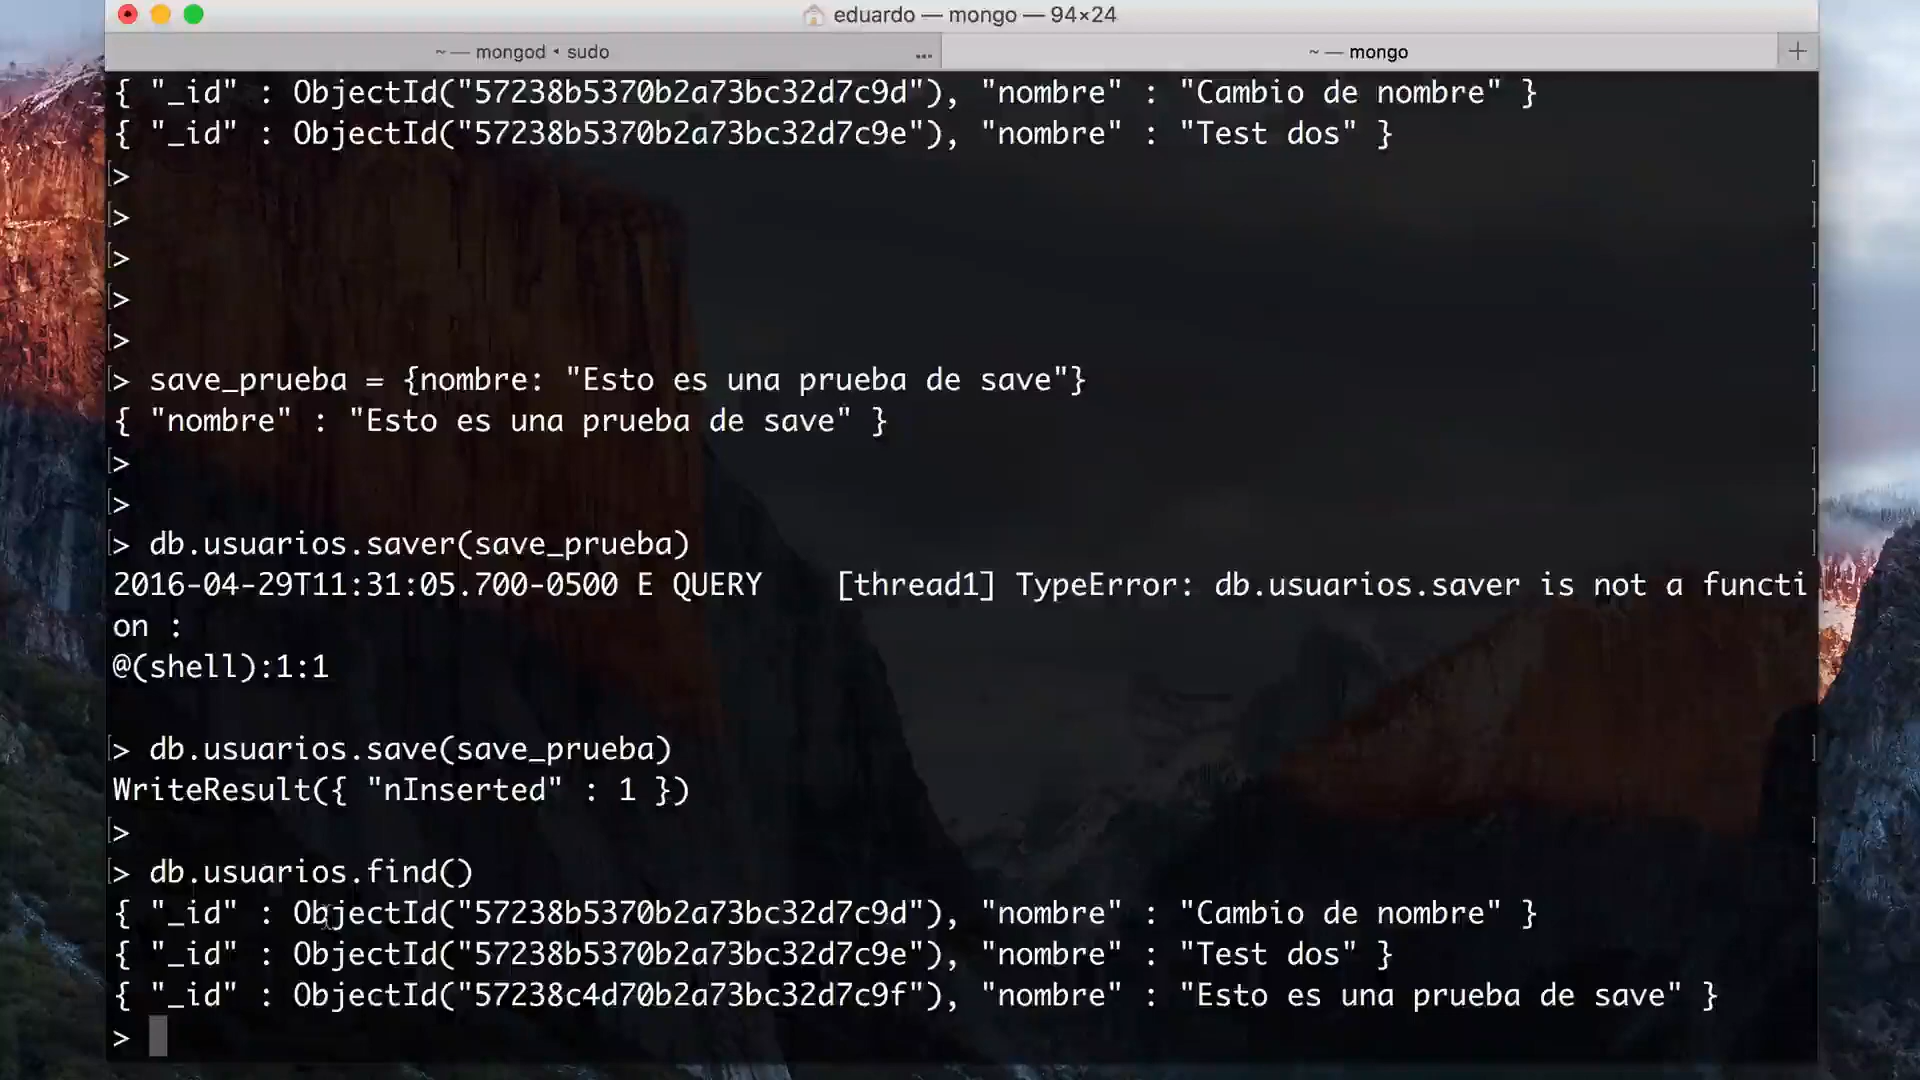 eduardo — mongo — 94×24
~ — mongod • sudo ... ~ — mongo +
{ "_id" : ObjectId("57238b5370b2a73bc32d7c9d"), "nombre" : "Cambio de nombre" }
{ "_id" : ObjectId("57238b5370b2a73bc32d7c9e"), "nombre" : "Test dos" }
[> ]
[> ]
[> ]
[> ]
[> ]
[> save_prueba = {nombre: "Esto es una prueba de save"} ]
{ "nombre" : "Esto es una prueba de save" }
[> ]
[> ]
[> db.usuarios.saver(save_prueba) ]
2016-04-29T11:31:05.700-0500 E QUERY    [thread1] TypeError: db.usuarios.saver is not a functi
on :
@(shell):1:1
[> db.usuarios.save(save_prueba) ]
WriteResult({ "nInserted" : 1 })
[> ]
[> db.usuarios.find() ]
{ "_id" : ObjectId("57238b5370b2a73bc32d7c9d"), "nombre" : "Cambio de nombre" }
{ "_id" : ObjectId("57238b5370b2a73bc32d7c9e"), "nombre" : "Test dos" }
{ "_id" : ObjectId("57238c4d70b2a73bc32d7c9f"), "nombre" : "Esto es una prueba de save" }
>